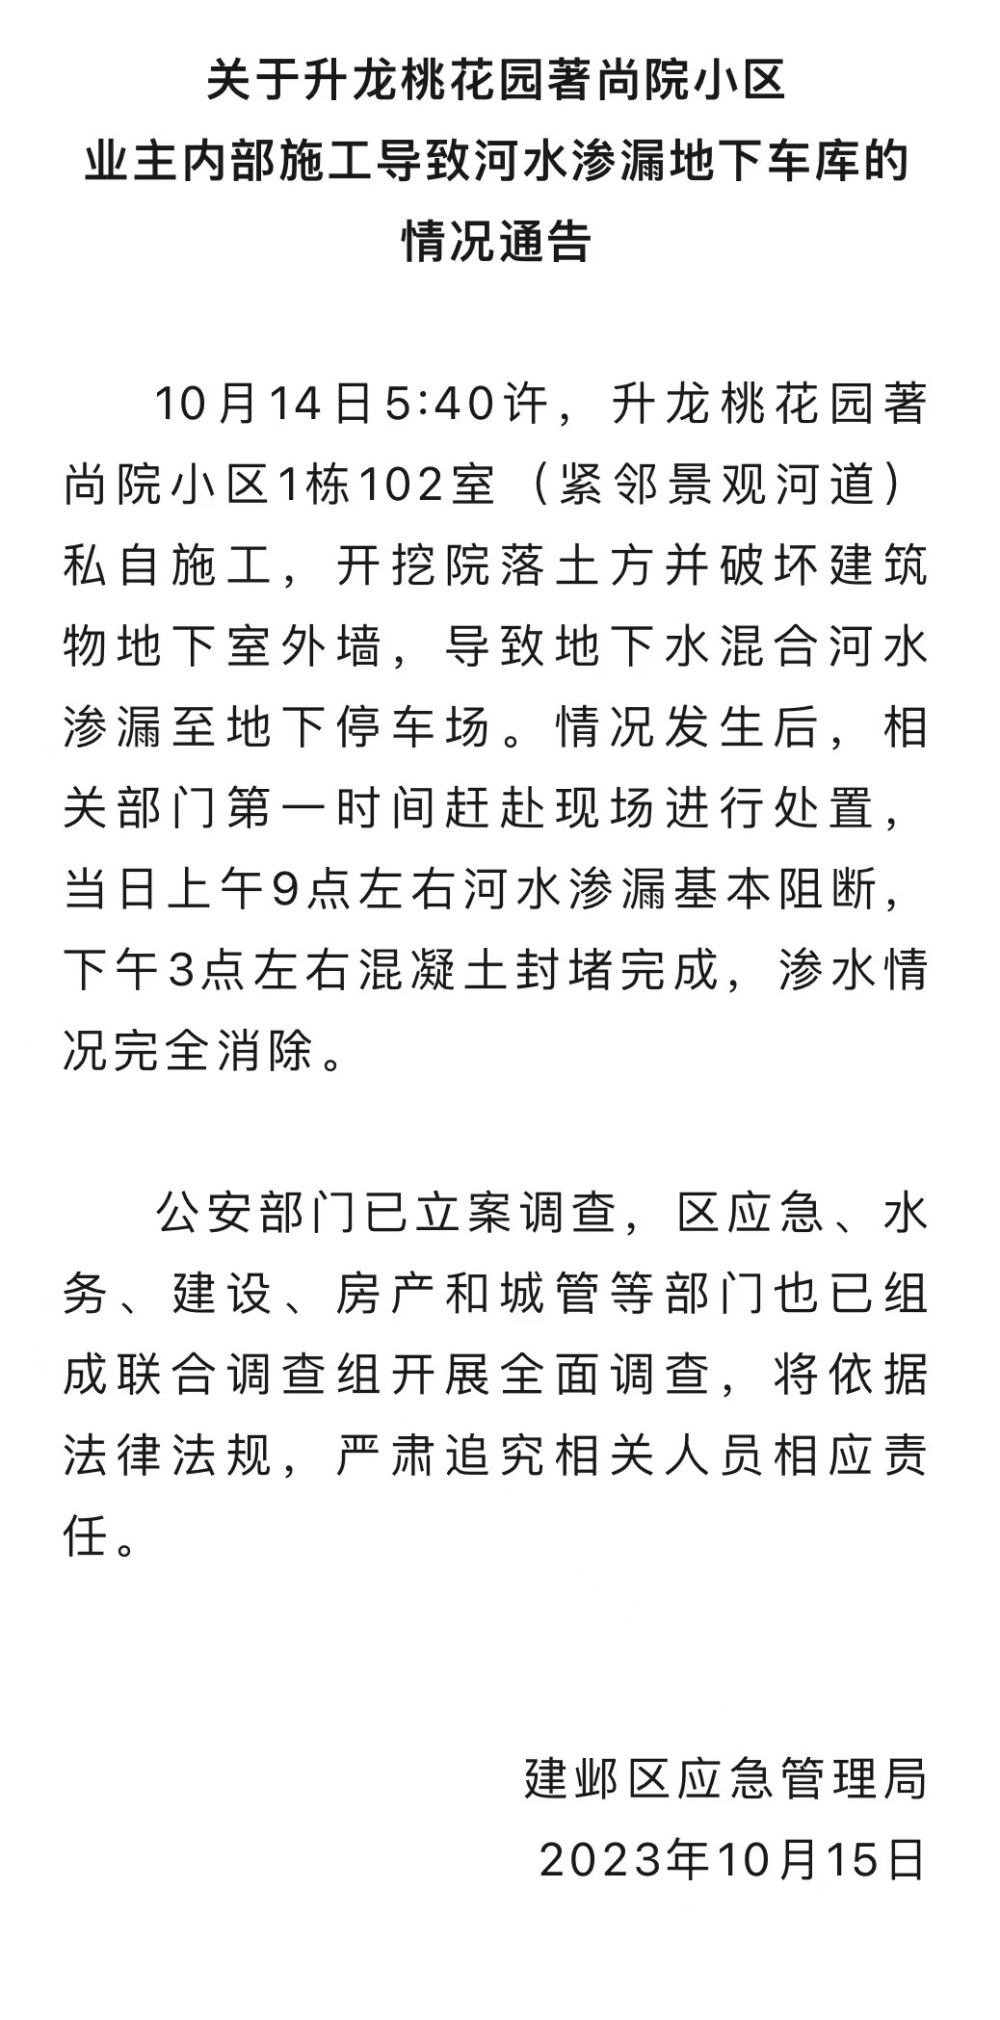 关于升龙桃花园著尚院小区
业主内部施工导致河水渗漏地下车库的
情况通告
10月14日5:40许，升龙桃花园著
尚院小区1栋102室（紧邻景观河道）
私自施工，开挖院落土方并破坏建筑
物地下室外墙，导致地下水混合河水
渗漏至地下停车场。情况发生后，相
关部门第一时间赶赴现场进行处置，
当日上午9点左右河水渗漏基本阻断，
下午3点左右混凝土封堵完成，渗水情
况完全消除。
公安部门已立案调查，区应急、水
务、建设、房产和城管等部门也已组
成联合调查组开展全面调查，将依据
法律法规，严肃追究相关人员相应责
任。
建邺区应急管理局
2023年10月15日